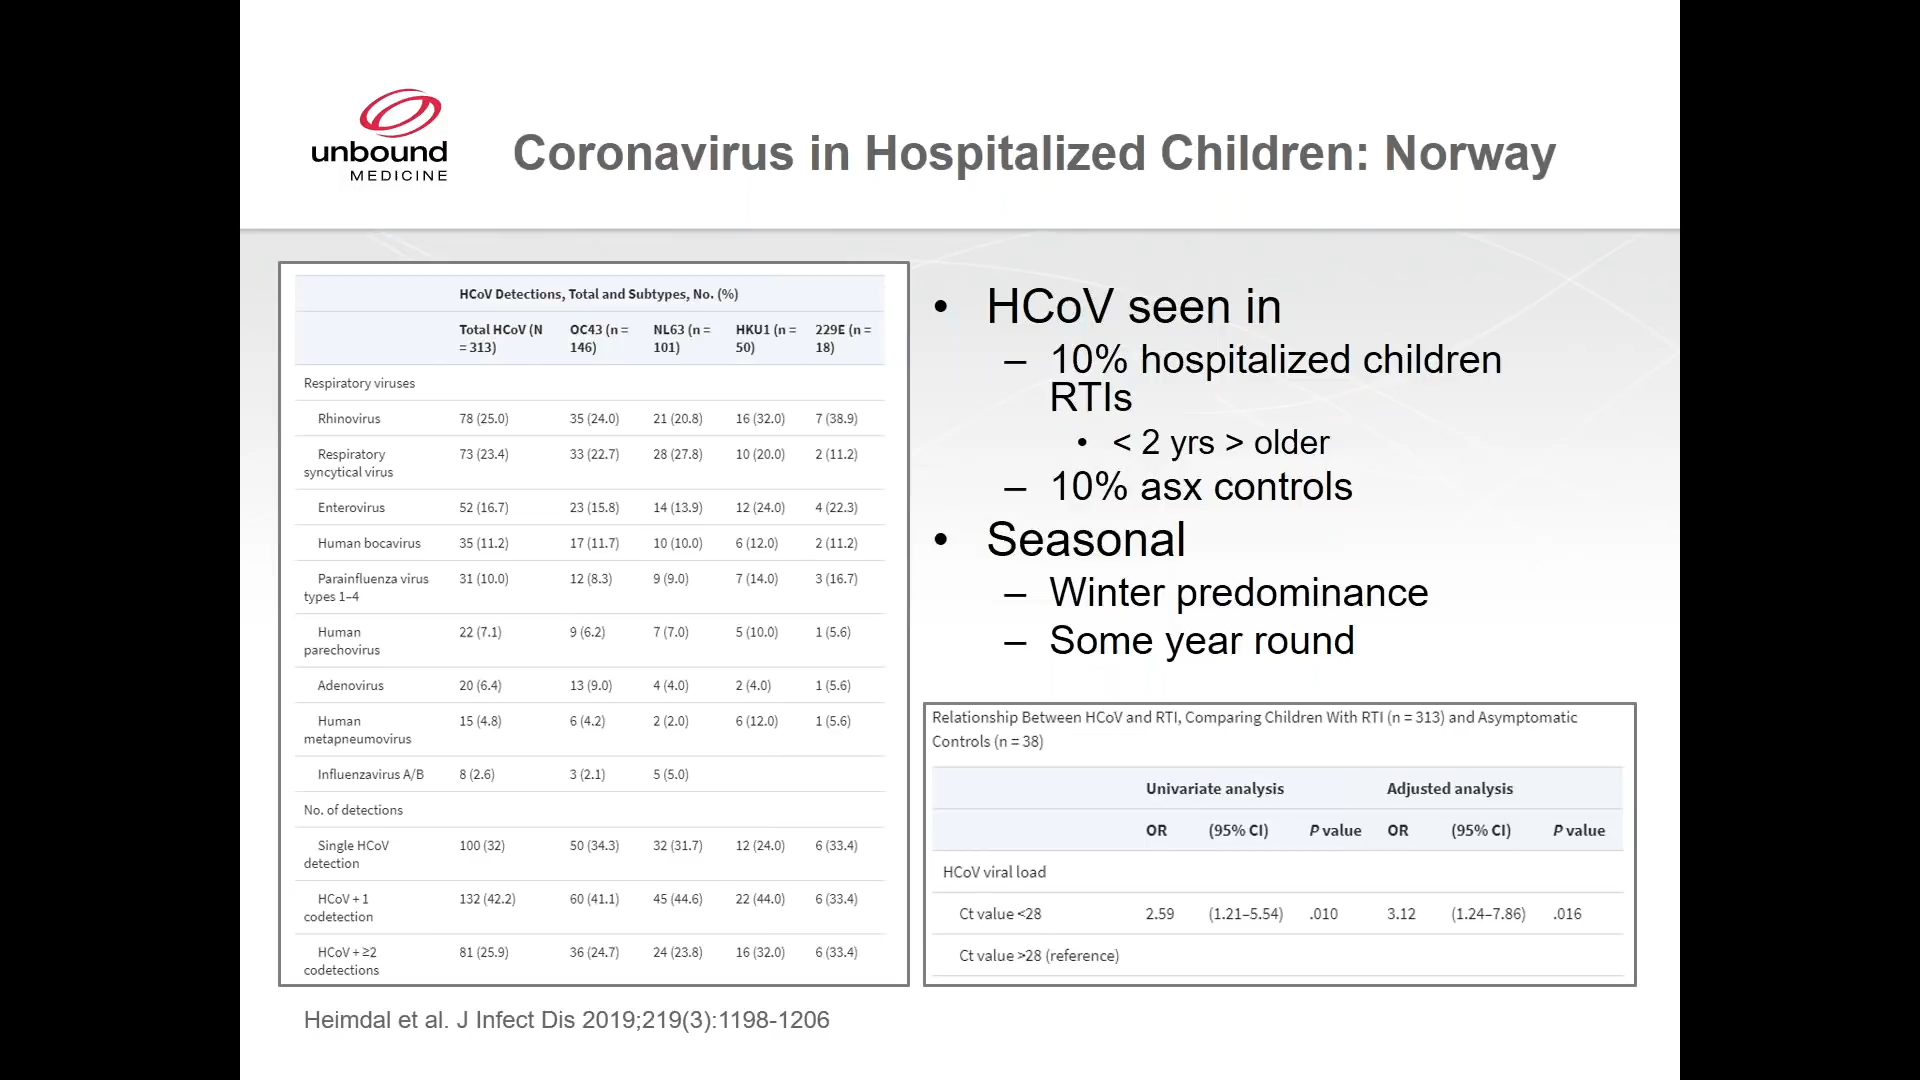 unbound
MEDICINE
Coronavirus in Hospitalized Children: Norway
HCoV Detections, Total and Subtypes, No. (%)
Total HCoV (N = 313) OC43 (n = 146) NL63 (n = 101) HKU1 (n = 50) 229E (n = 18)
Respiratory viruses
Rhinovirus 78 (25.0) 35 (24.0) 21 (20.8) 16 (32.0) 7 (38.9)
Respiratory syncytical virus 73 (23.4) 33 (22.7) 28 (27.8) 10 (20.0) 2 (11.2)
Enterovirus 52 (16.7) 23 (15.8) 14 (13.9) 12 (24.0) 4 (22.3)
Human bocavirus 35 (11.2) 17 (11.7) 10 (10.0) 6 (12.0) 2 (11.2)
Parainfluenza virus types 1–4 31 (10.0) 12 (8.3) 9 (9.0) 7 (14.0) 3 (16.7)
Human parechovirus 22 (7.1) 9 (6.2) 7 (7.0) 5 (10.0) 1 (5.6)
Adenovirus 20 (6.4) 13 (9.0) 4 (4.0) 2 (4.0) 1 (5.6)
Human metapneumovirus 15 (4.8) 6 (4.2) 2 (2.0) 6 (12.0) 1 (5.6)
Influenzavirus A/B 8 (2.6) 3 (2.1) 5 (5.0)
No. of detections
Single HCoV detection 100 (32) 50 (34.3) 32 (31.7) 12 (24.0) 6 (33.4)
HCoV + 1 codetection 132 (42.2) 60 (41.1) 45 (44.6) 22 (44.0) 6 (33.4)
HCoV + ≥2 codetections 81 (25.9) 36 (24.7) 24 (23.8) 16 (32.0) 6 (33.4)
• HCoV seen in
– 10% hospitalized children
RTIs
• < 2 yrs > older
– 10% asx controls
• Seasonal
– Winter predominance
– Some year round
Relationship Between HCoV and RTI, Comparing Children With RTI (n = 313) and Asymptomatic
Controls (n = 38)
Univariate analysis Adjusted analysis
OR (95% CI) P value OR (95% CI) P value
HCoV viral load
Ct value <28 2.59 (1.21–5.54) .010 3.12 (1.24–7.86) .016
Ct value >28 (reference)
Heimdal et al. J Infect Dis 2019;219(3):1198-1206